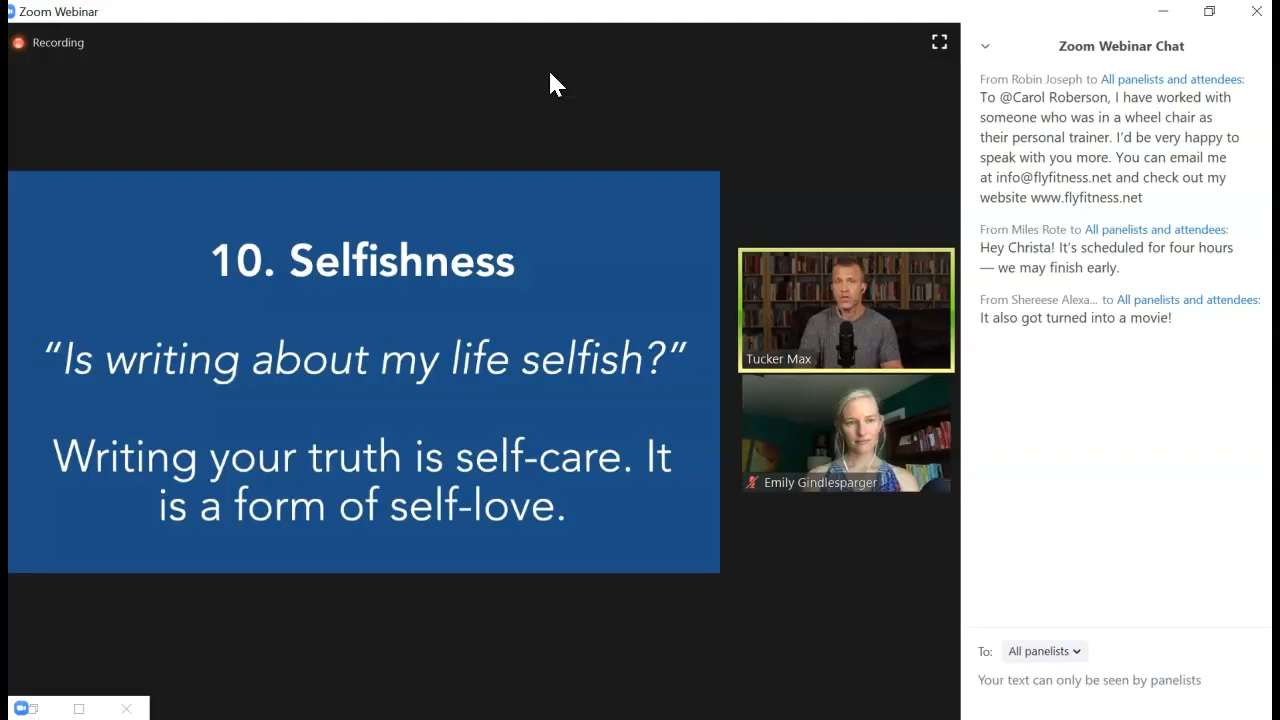 Zoom Webinar
Recording
10. Selfishness
“Is writing about my life selfish?”
Writing your truth is self-care. It
is a form of self-love.
Tucker Max
Emily Gindlesparger
Zoom Webinar Chat
From Robin Joseph to All panelists and attendees:
To @Carol Roberson, I have worked with
someone who was in a wheel chair as
their personal trainer. I’d be very happy to
speak with you more. You can email me
at info@flyfitness.net and check out my
website www.flyfitness.net
From Miles Rote to All panelists and attendees:
Hey Christa! It’s scheduled for four hours
— we may finish early.
From Shereese Alexa... to All panelists and attendees:
It also got turned into a movie!
To: All panelists
Your text can only be seen by panelists